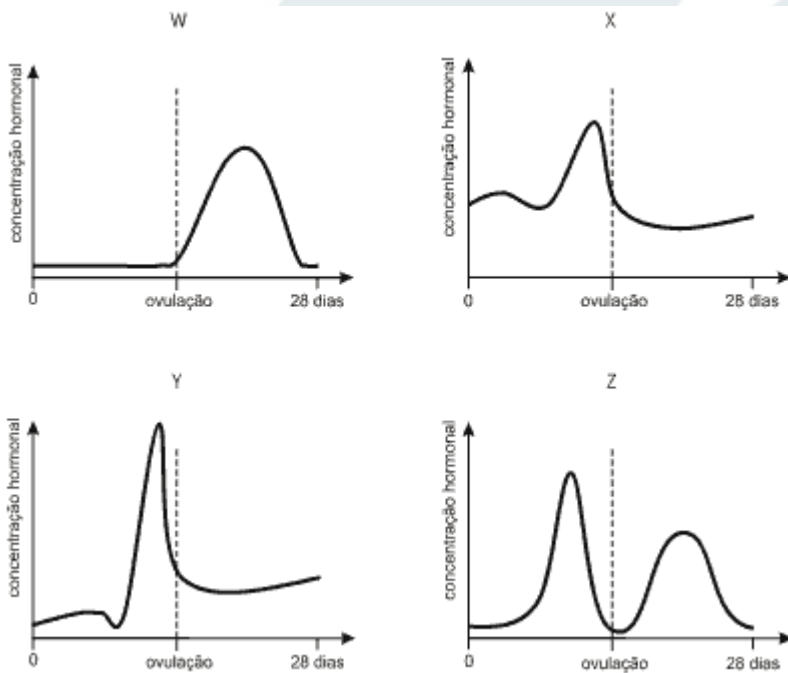 W
concentração hormonal
0
ovulação
28 dias
X
concentração hormonal
0
ovulação
28 dias
Y
concentração hormonal
0
ovulação
28 dias
Z
concentração hormonal
0
ovulação
28 dias